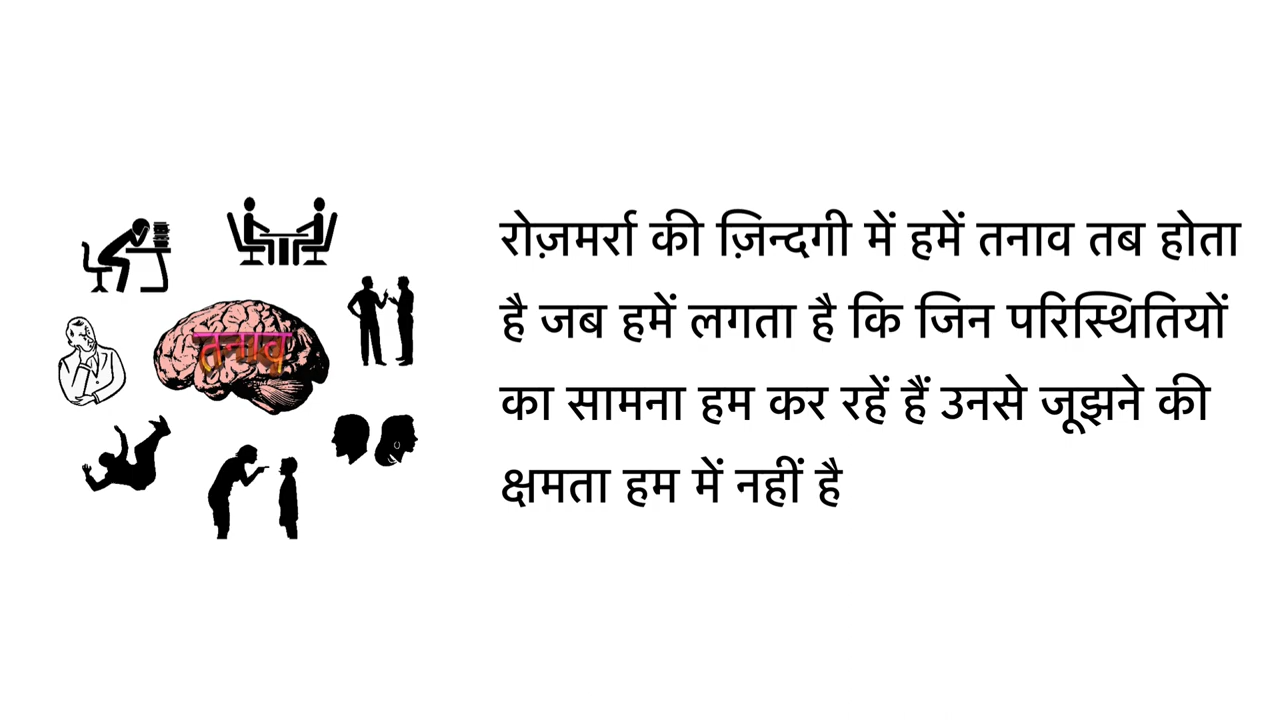 तनाव
रोज़मर्रा की ज़िन्दगी में हमें तनाव तब होता
है जब हमें लगता है कि जिन परिस्थितियों
का सामना हम कर रहें हैं उनसे जूझने की
क्षमता हम में नहीं है